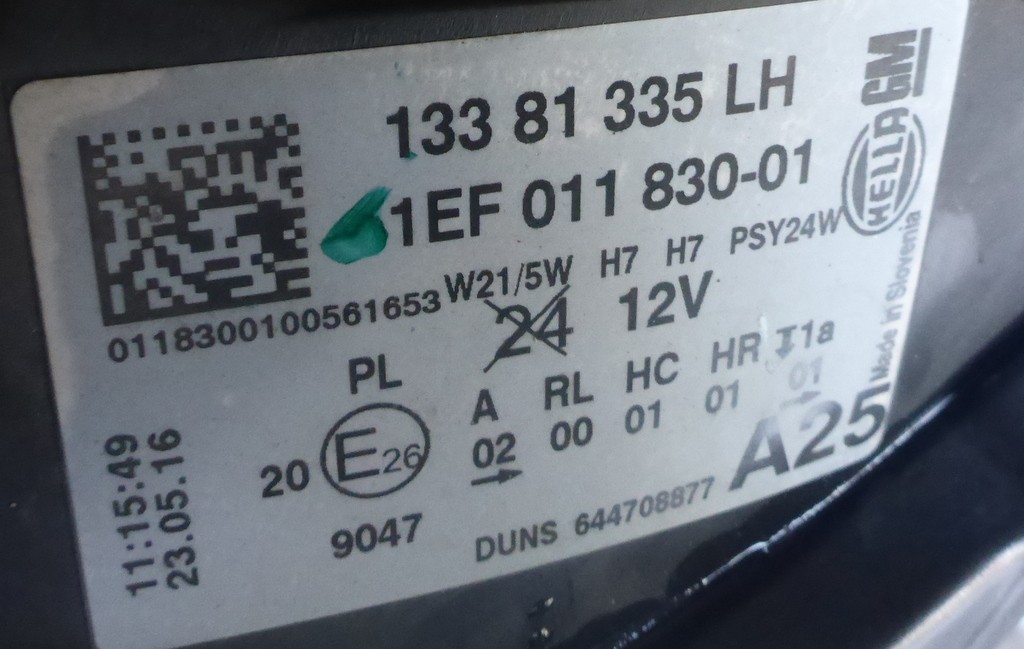 133 81 335 LH
1EF 011 830-01
GM
HELLA
Made in Slovenia
W21/5W H7 H7 PSY24W
0118300100561653
24 12V
PL
A RL HC HR 1a
02 00 01 01 01
20 E26
9047
DUNS 644708877
A25
11:15:49
23.05.16